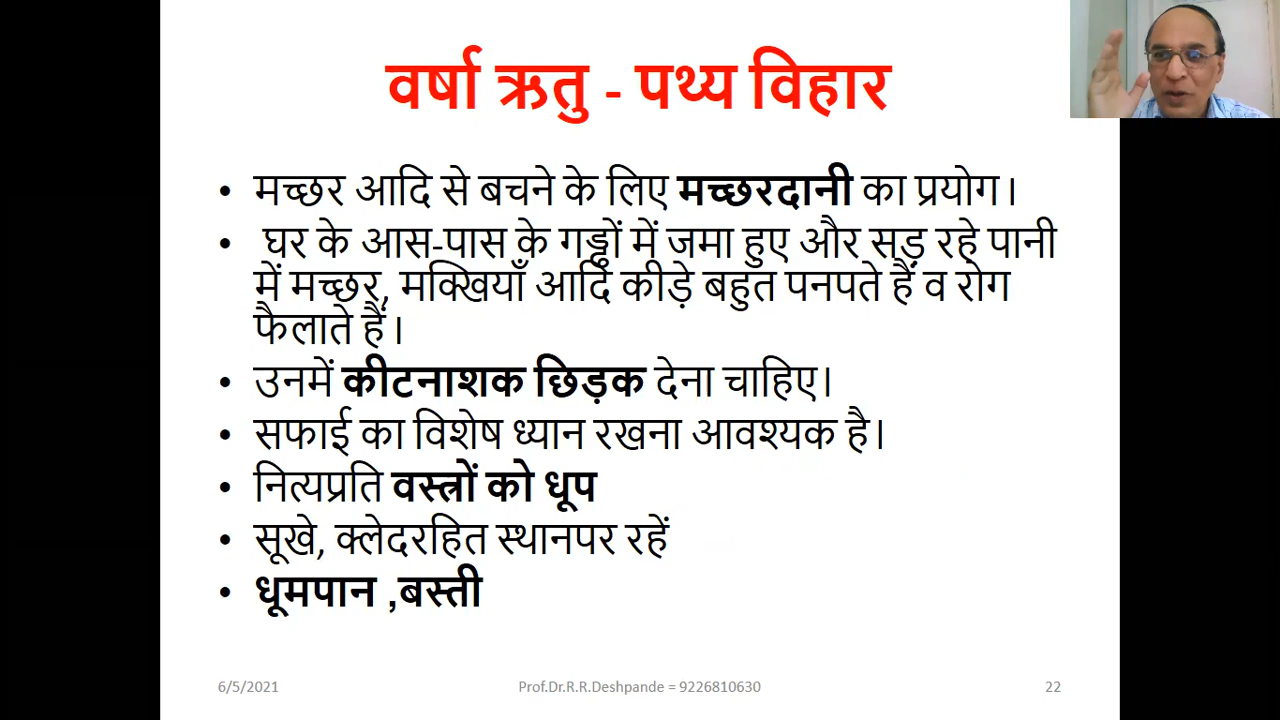 वर्षा ऋतु - पथ्य विहार
• मच्छर आदि से बचने के लिए मच्छरदानी का प्रयोग।
• घर के आस-पास के गड्ढों में जमा हुए और सड़ रहे पानी
में मच्छर, मक्खियाँ आदि कीड़े बहुत पनपते हैं व रोग
फैलाते हैं।
• उनमें कीटनाशक छिड़क देना चाहिए।
• सफाई का विशेष ध्यान रखना आवश्यक है।
• नित्यप्रति वस्त्रों को धूप
• सूखे, क्लेदरहित स्थानपर रहें
• धूमपान ,बस्ती
6/5/2021 Prof.Dr.R.R.Deshpande = 9226810630 22